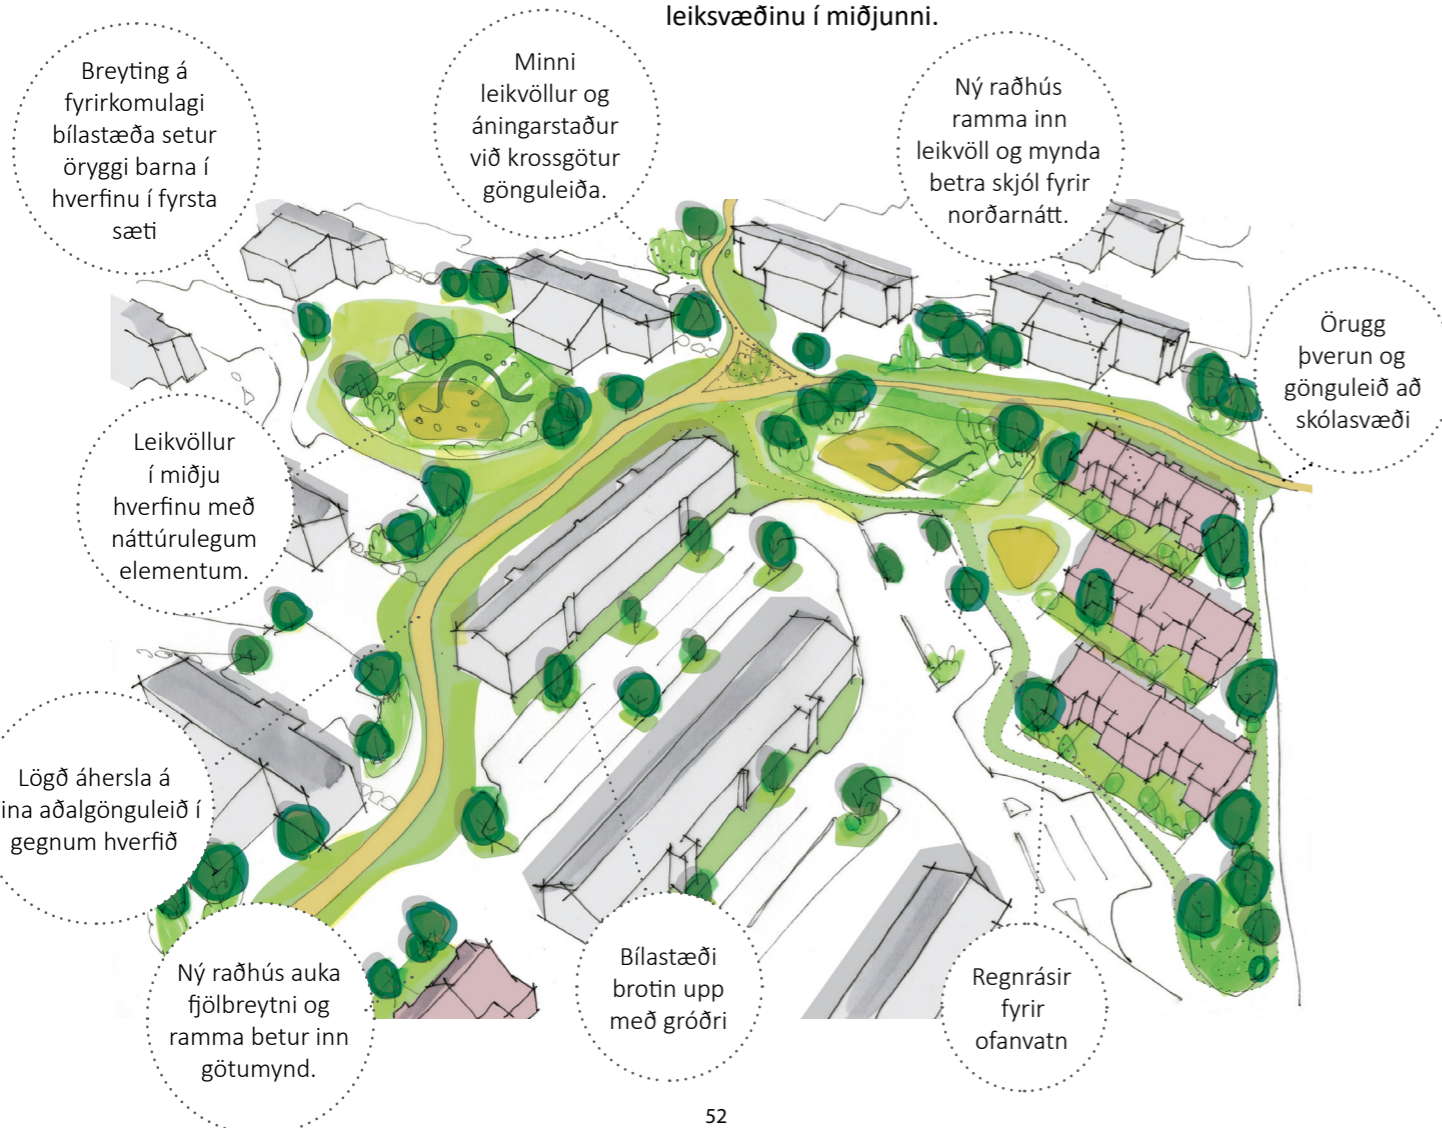 leiksvæðinu í miðjunni.
Breyting á
fyrirkomulagi
bílastæða setur
öryggi barna í
hverfinu í fyrsta
sæti
Minni
leikvöllur og
áningarstaður
við krossgötur
gönguleiða.
Ný raðhús
ramma inn
leikvöll og mynda
betra skjól fyrir
norðarnátt.
Örugg
þverun og
gönguleið að
skólasvæði
Leikvöllur
í miðju
hverfinu með
náttúrulegum
elementum.
Lögð áhersla á
ina aðalgönguleið í
gegnum hverfið
Ný raðhús auka
fjölbreytni og
ramma betur inn
götumynd.
Bílastæði
brotin upp
með gróðri
Regnrásir
fyrir
ofanvatn
52